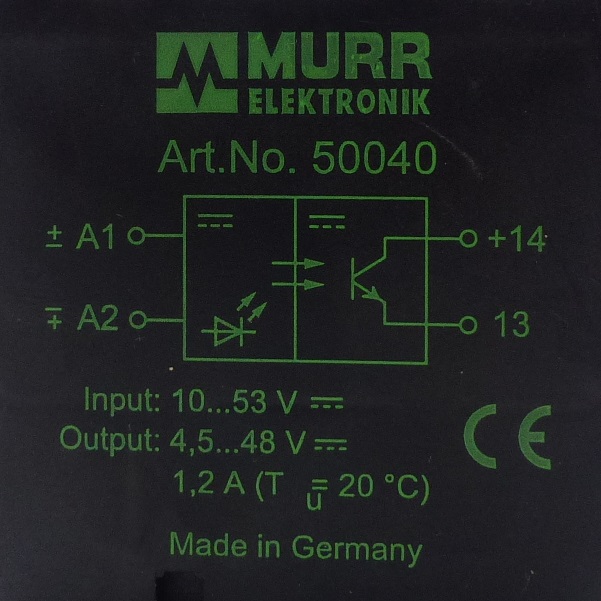 MURR
ELEKTRONIK
Art.No. 50040
± A1
+14
∓ A2
13
Input: 10...53 V ⎓
Output: 4,5...48 V ⎓
1,2 A (T u = 20 °C)
CE
Made in Germany